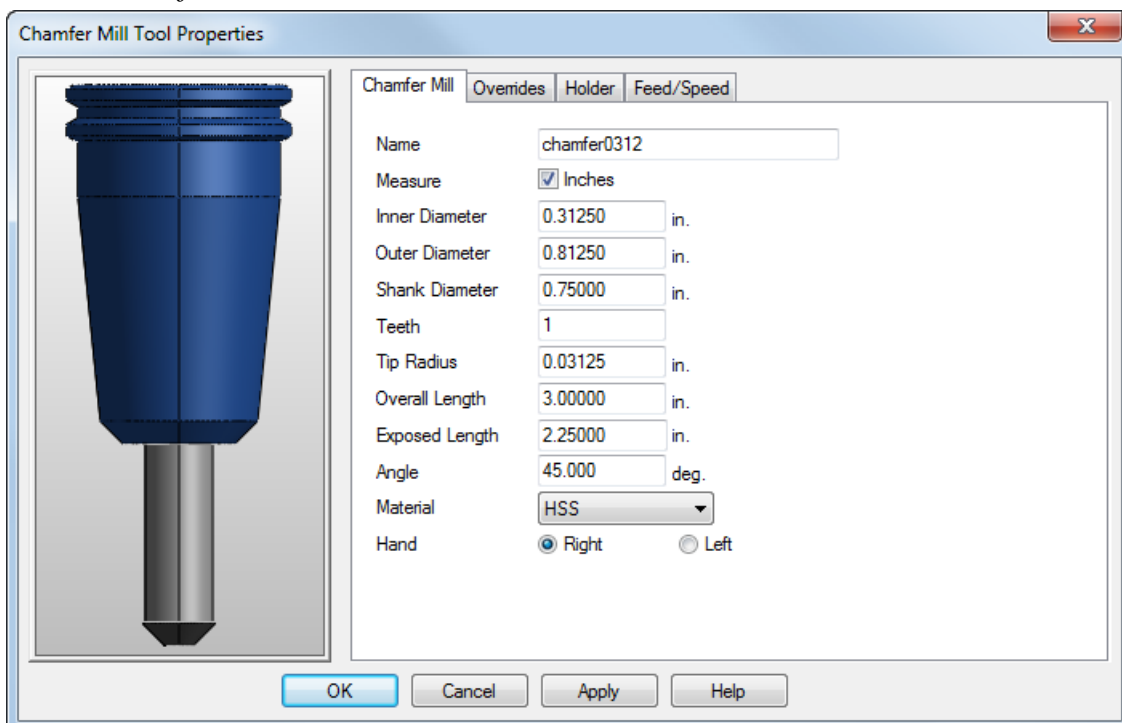 Chamfer Mill Tool Properties
Chamfer Mill Overrides Holder Feed/Speed
Name chamfer0312
Measure Inches
Inner Diameter 0.31250 in.
Outer Diameter 0.81250 in.
Shank Diameter 0.75000 in.
Teeth 1
Tip Radius 0.03125 in.
Overall Length 3.00000 in.
Exposed Length 2.25000 in.
Angle 45.000 deg.
Material HSS
Hand Right Left
OK Cancel Apply Help